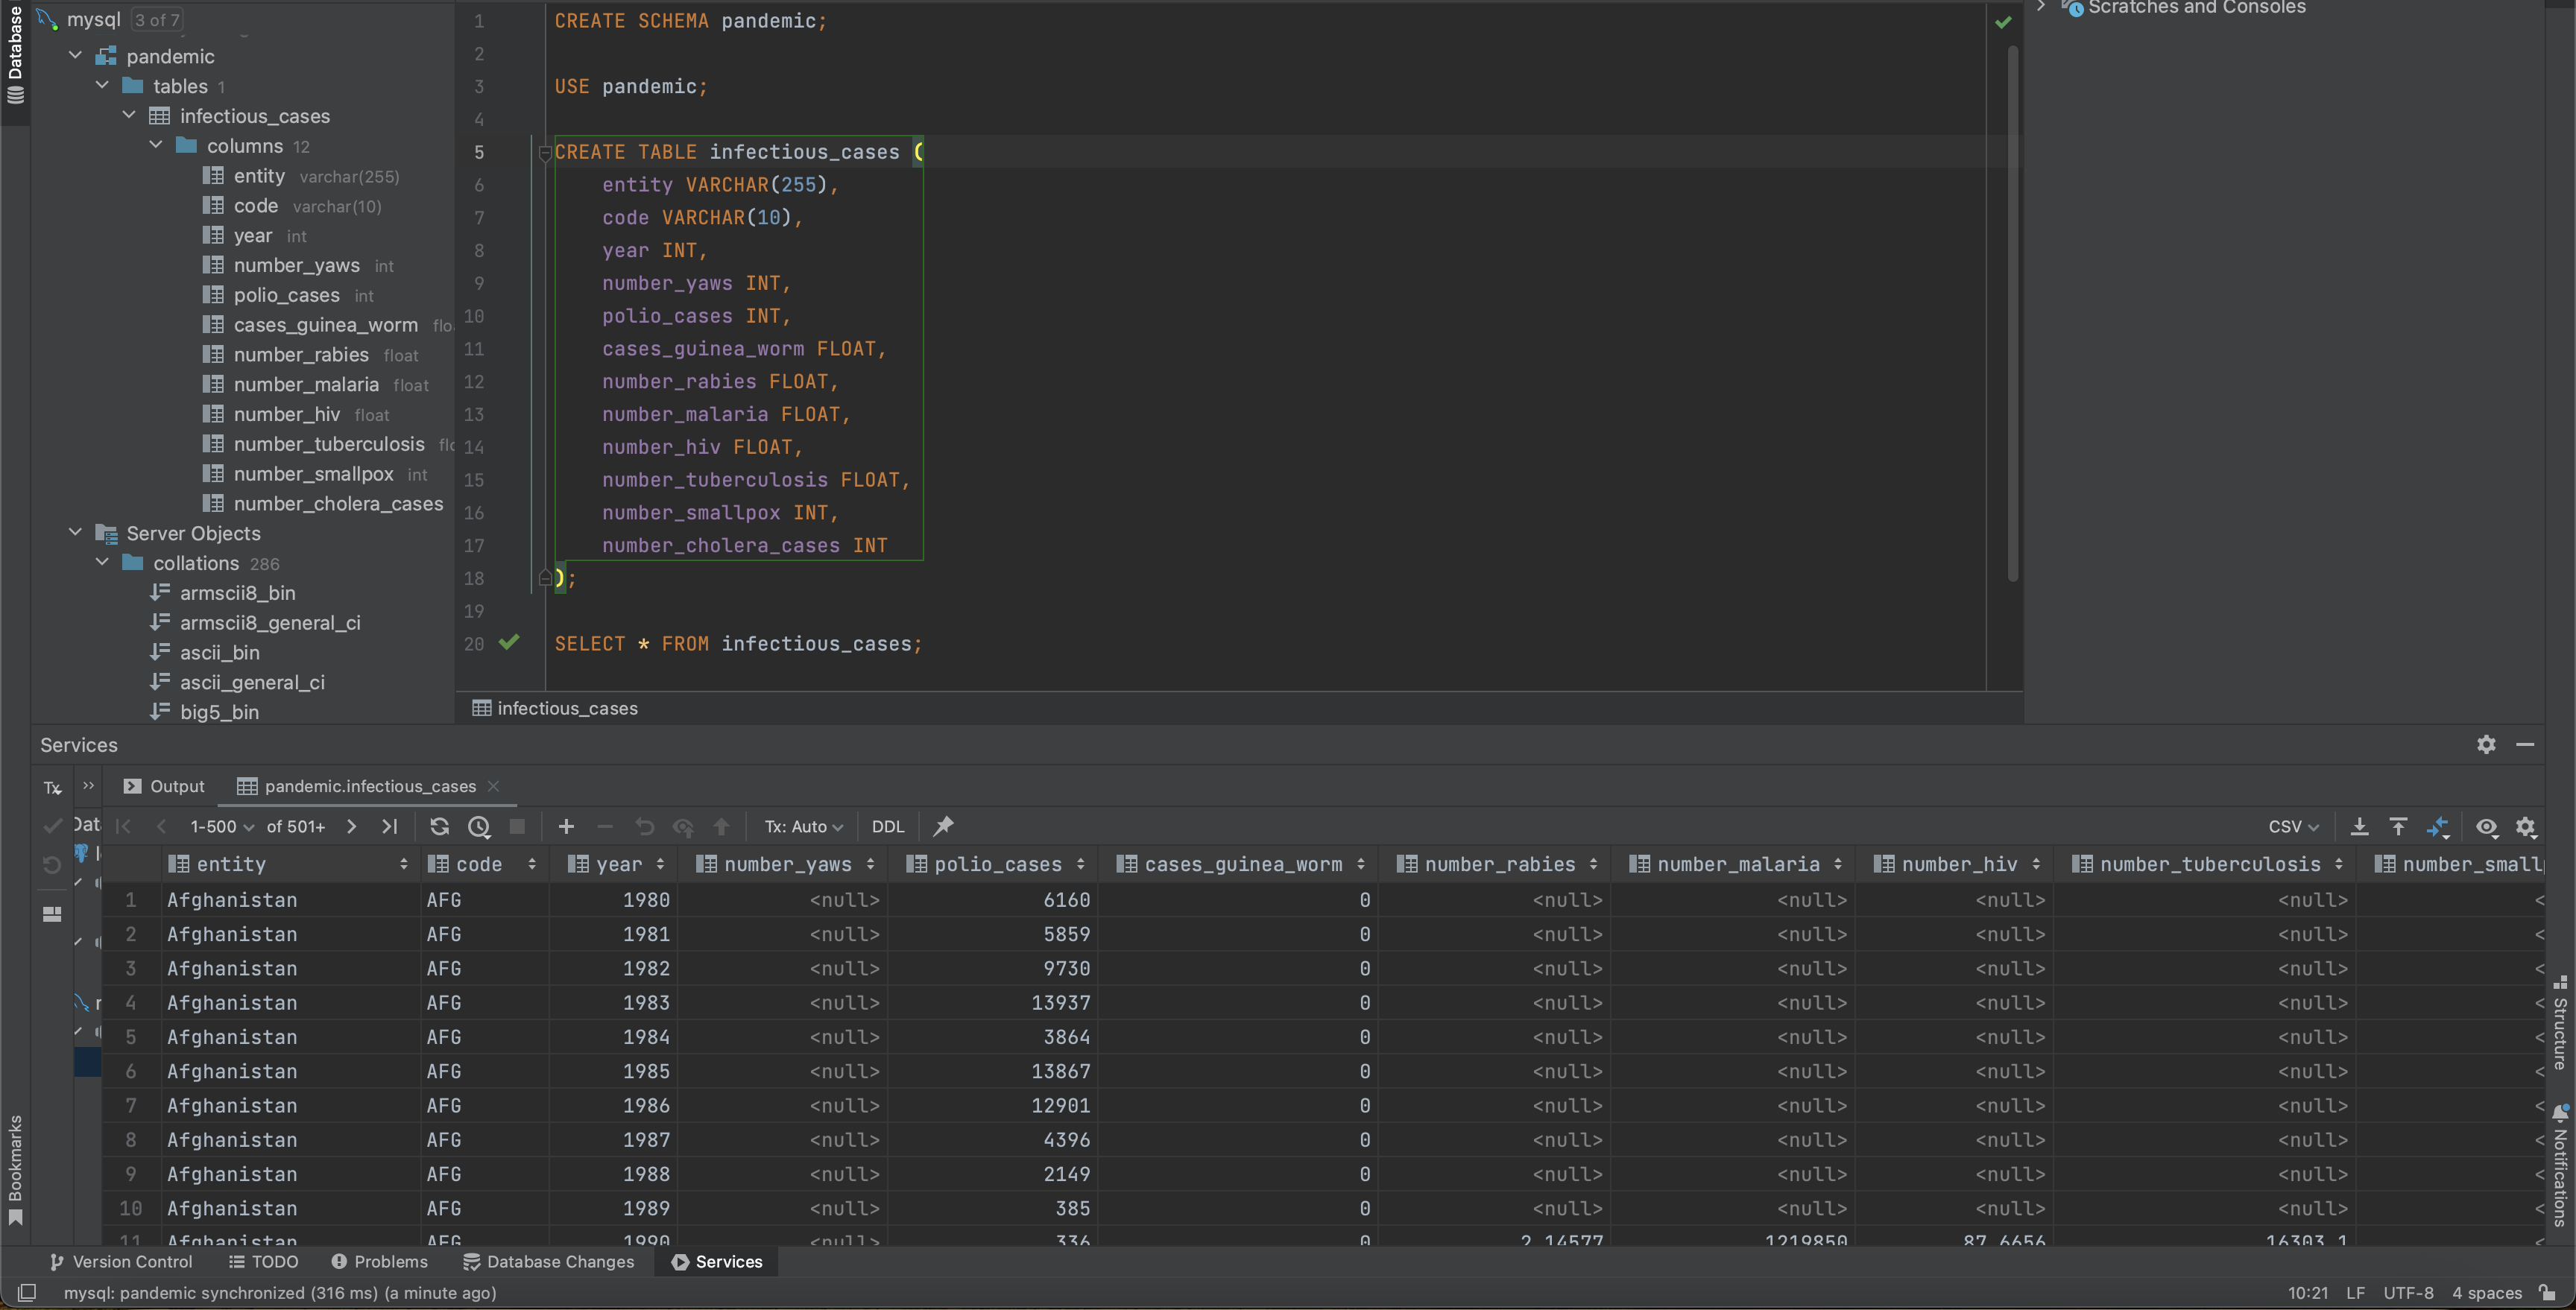 Database
mysql 3 of 7
pandemic
tables 1
infectious_cases
columns 12
entity varchar(255)
code varchar(10)
year int
number_yaws int
polio_cases int
cases_guinea_worm flo
number_rabies float
number_malaria float
number_hiv float
number_tuberculosis flo
number_smallpox int
number_cholera_cases
Server Objects
collations 286
armscii8_bin
armscii8_general_ci
ascii_bin
ascii_general_ci
big5_bin
1 CREATE SCHEMA pandemic;
2
3 USE pandemic;
4
5 CREATE TABLE infectious_cases (
6 entity VARCHAR(255),
7 code VARCHAR(10),
8 year INT,
9 number_yaws INT,
10 polio_cases INT,
11 cases_guinea_worm FLOAT,
12 number_rabies FLOAT,
13 number_malaria FLOAT,
14 number_hiv FLOAT,
15 number_tuberculosis FLOAT,
16 number_smallpox INT,
17 number_cholera_cases INT
18 );
19
20 SELECT * FROM infectious_cases;
infectious_cases
Scratches and Consoles
Services
Tx Output pandemic.infectious_cases
Dat 1-500 of 501+ Tx: Auto DDL CSV
entity code year number_yaws polio_cases cases_guinea_worm number_rabies number_malaria number_hiv number_tuberculosis number_smallp
1 Afghanistan AFG 1980 <null> 6160 0 <null> <null> <null> <null> <
2 Afghanistan AFG 1981 <null> 5859 0 <null> <null> <null> <null> <
3 Afghanistan AFG 1982 <null> 9730 0 <null> <null> <null> <null> <
4 Afghanistan AFG 1983 <null> 13937 0 <null> <null> <null> <null> <
5 Afghanistan AFG 1984 <null> 3864 0 <null> <null> <null> <null> <
6 Afghanistan AFG 1985 <null> 13867 0 <null> <null> <null> <null> <
7 Afghanistan AFG 1986 <null> 12901 0 <null> <null> <null> <null> <
8 Afghanistan AFG 1987 <null> 4396 0 <null> <null> <null> <null> <
9 Afghanistan AFG 1988 <null> 2149 0 <null> <null> <null> <null> <
10 Afghanistan AFG 1989 <null> 385 0 <null> <null> <null> <null> <
11 Afghanistan AFG 1990 <null> 336 0 2.14577 1219850 87.6656 16303.1 <
Structure
Notifications
Bookmarks
Version Control TODO Problems Database Changes Services
mysql: pandemic synchronized (316 ms) (a minute ago) 10:21 LF UTF-8 4 spaces